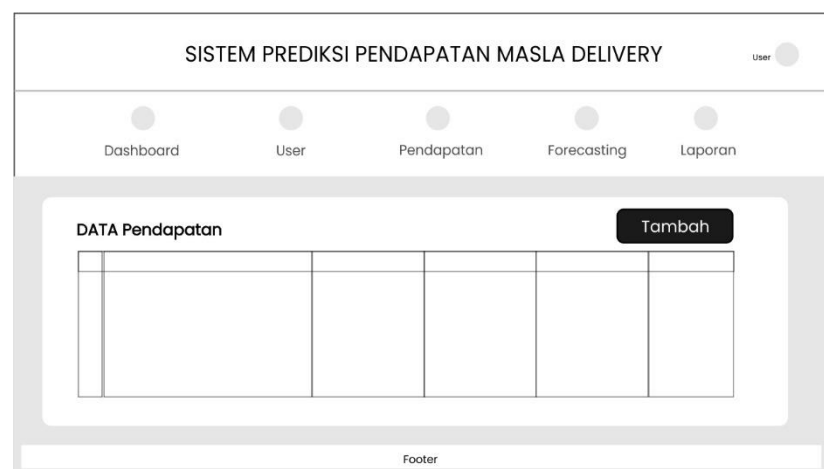 SISTEM PREDIKSI PENDAPATAN MASLA DELIVERY
User
Dashboard User Pendapatan Forecasting Laporan
DATA Pendapatan
Tambah
Footer